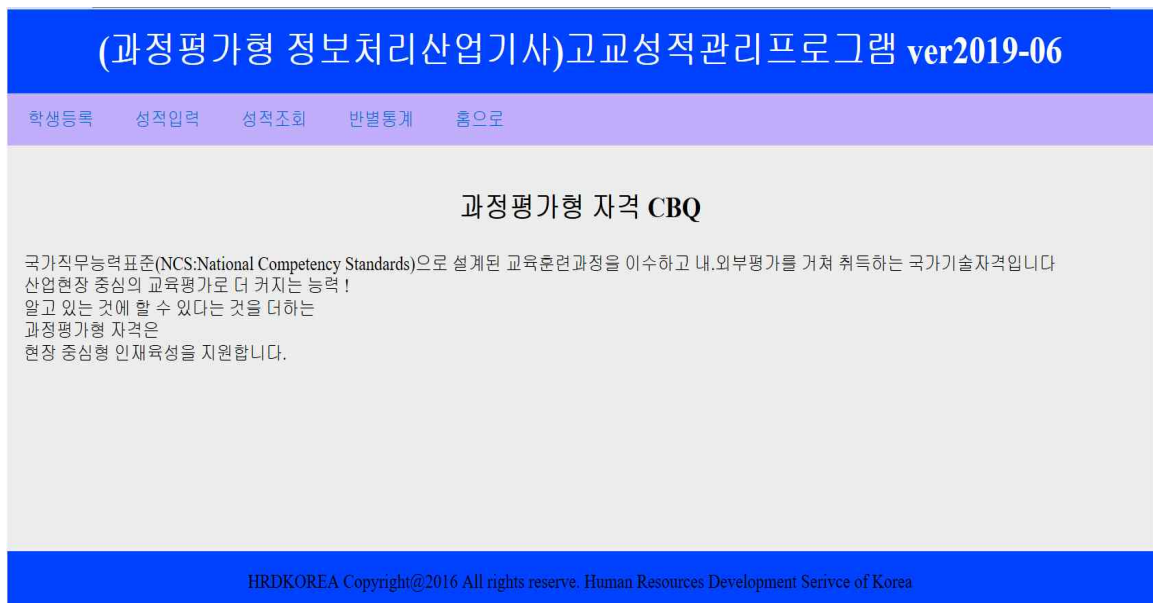 (과정평가형 정보처리산업기사)고교성적관리프로그램 ver2019-06
학생등록 성적입력 성적조회 반별통계 홈으로
과정평가형 자격 CBQ
국가직무능력표준(NCS:National Competency Standards)으로 설계된 교육훈련과정을 이수하고 내.외부평가를 거쳐 취득하는 국가기술자격입니다
산업현장 중심의 교육평가로 더 커지는 능력 !
알고 있는 것에 할 수 있다는 것을 더하는
과정평가형 자격은
현장 중심형 인재육성을 지원합니다.
HRDKOREA Copyright@2016 All rights reserve. Human Resources Development Serivce of Korea